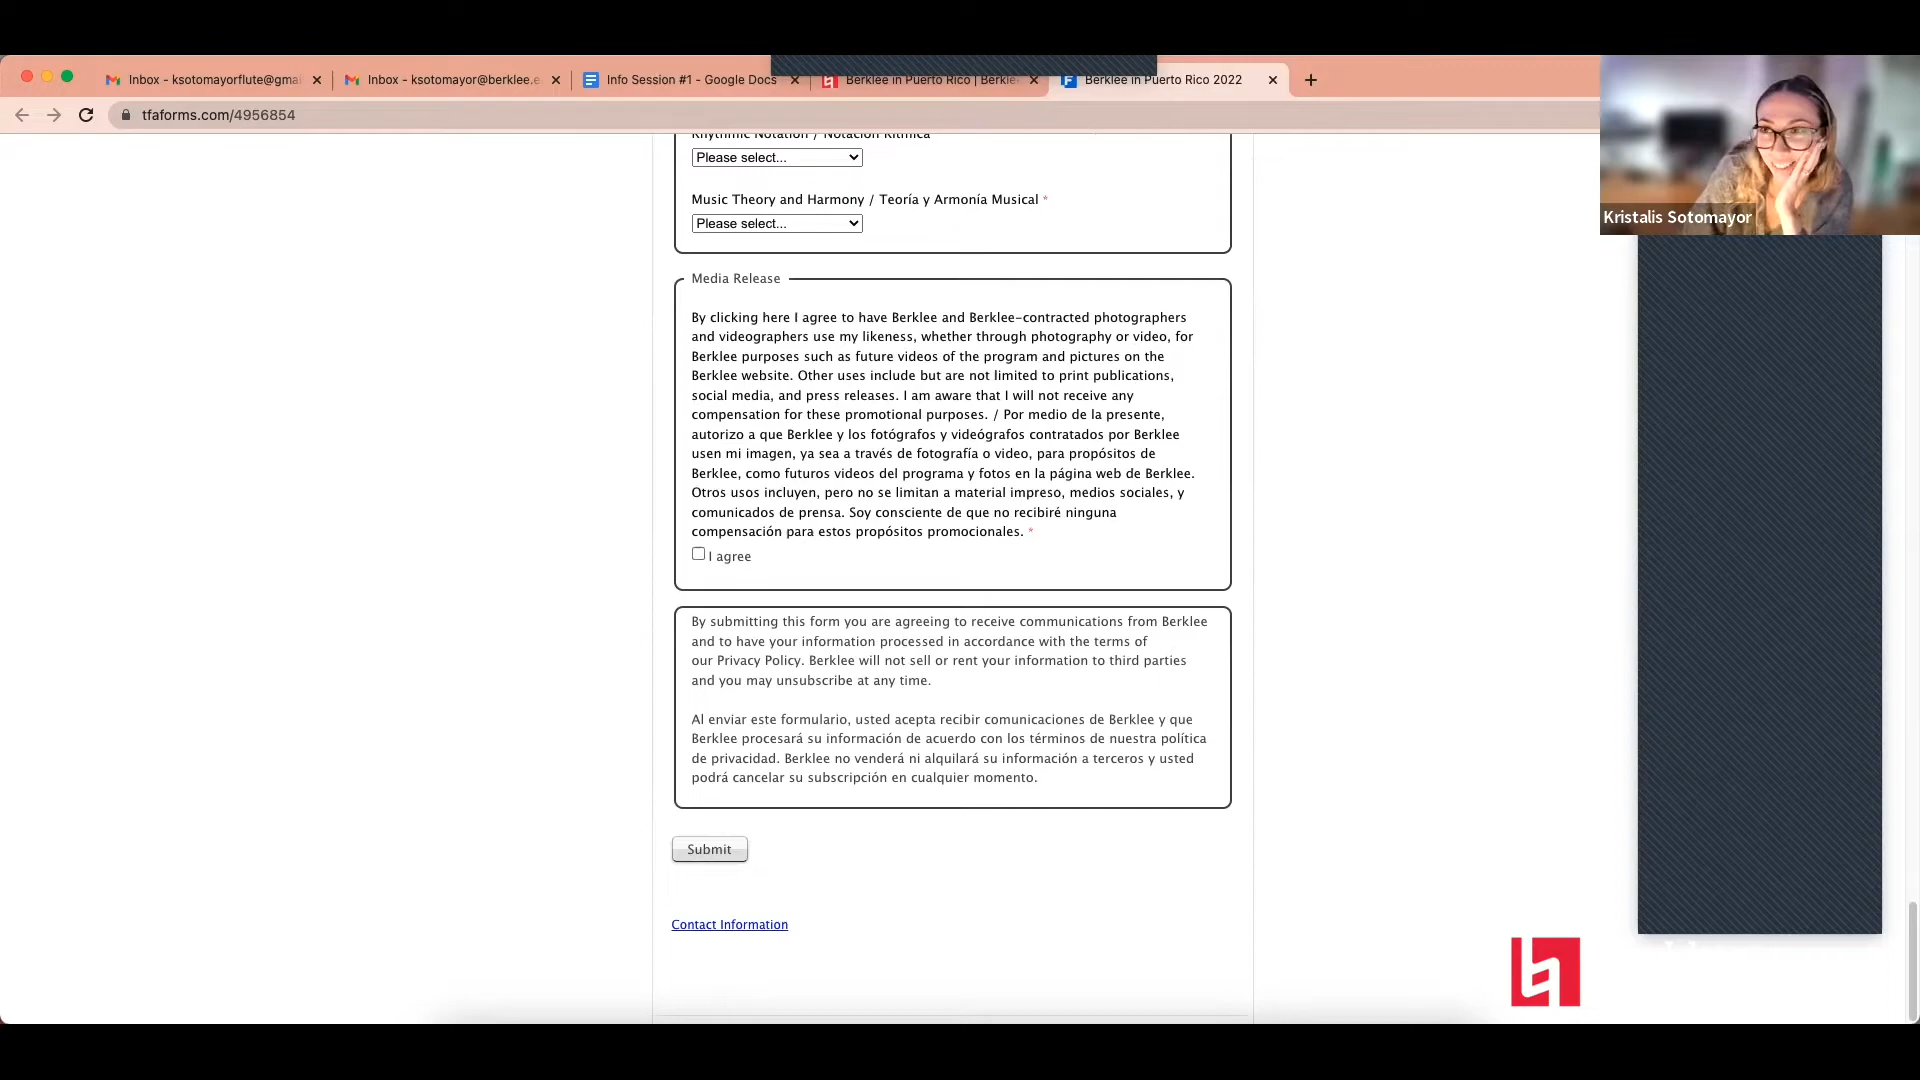 Inbox - ksotomayorflute@gma
Inbox - ksotomayor@berklee.e
Info Session #1 - Google Docs
Berklee in Puerto Rico | Berkle
Berklee in Puerto Rico 2022
tfaforms.com/4956854
Kristalis Sotomayor
Rhythmic Notation / Notación Rítmica
Please select...
Music Theory and Harmony / Teoría y Armonía Musical *
Please select...
Media Release
By clicking here I agree to have Berklee and Berklee-contracted photographers
and videographers use my likeness, whether through photography or video, for
Berklee purposes such as future videos of the program and pictures on the
Berklee website. Other uses include but are not limited to print publications,
social media, and press releases. I am aware that I will not receive any
compensation for these promotional purposes. / Por medio de la presente,
autorizo a que Berklee y los fotógrafos y videógrafos contratados por Berklee
usen mi imagen, ya sea a través de fotografía o video, para propósitos de
Berklee, como futuros videos del programa y fotos en la página web de Berklee.
Otros usos incluyen, pero no se limitan a material impreso, medios sociales, y
comunicados de prensa. Soy consciente de que no recibiré ninguna
compensación para estos propósitos promocionales. *
I agree
By submitting this form you are agreeing to receive communications from Berklee
and to have your information processed in accordance with the terms of
our Privacy Policy. Berklee will not sell or rent your information to third parties
and you may unsubscribe at any time.
Al enviar este formulario, usted acepta recibir comunicaciones de Berklee y que
Berklee procesará su información de acuerdo con los términos de nuestra política
de privacidad. Berklee no venderá ni alquilará su información a terceros y usted
podrá cancelar su subscripción en cualquier momento.
Submit
Contact Information